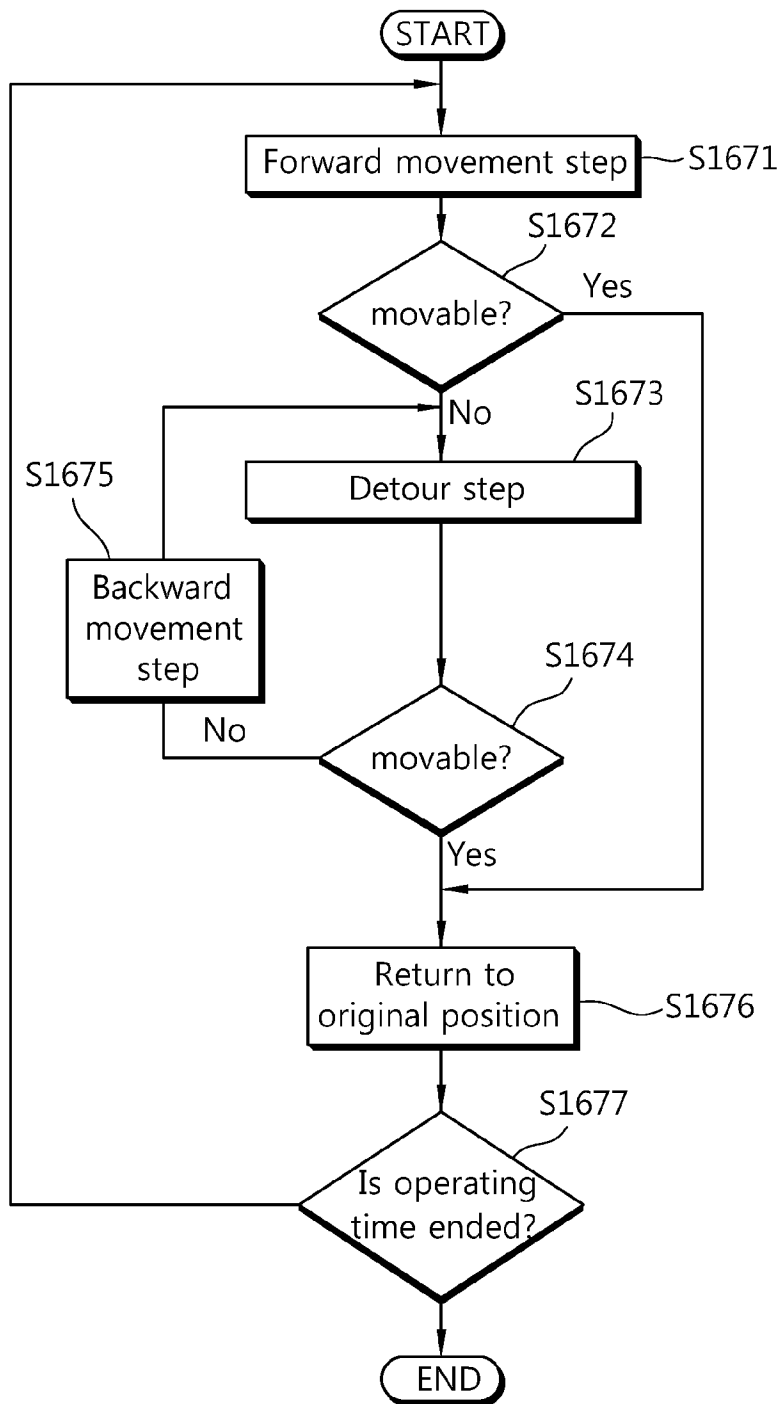 START
Forward movement step
S1671
S1672
movable?
Yes
No
S1673
Detour step
S1675
Backward
movement
step
S1674
No
movable?
Yes
Return to
original position
S1676
S1677
Is operating
time ended?
END